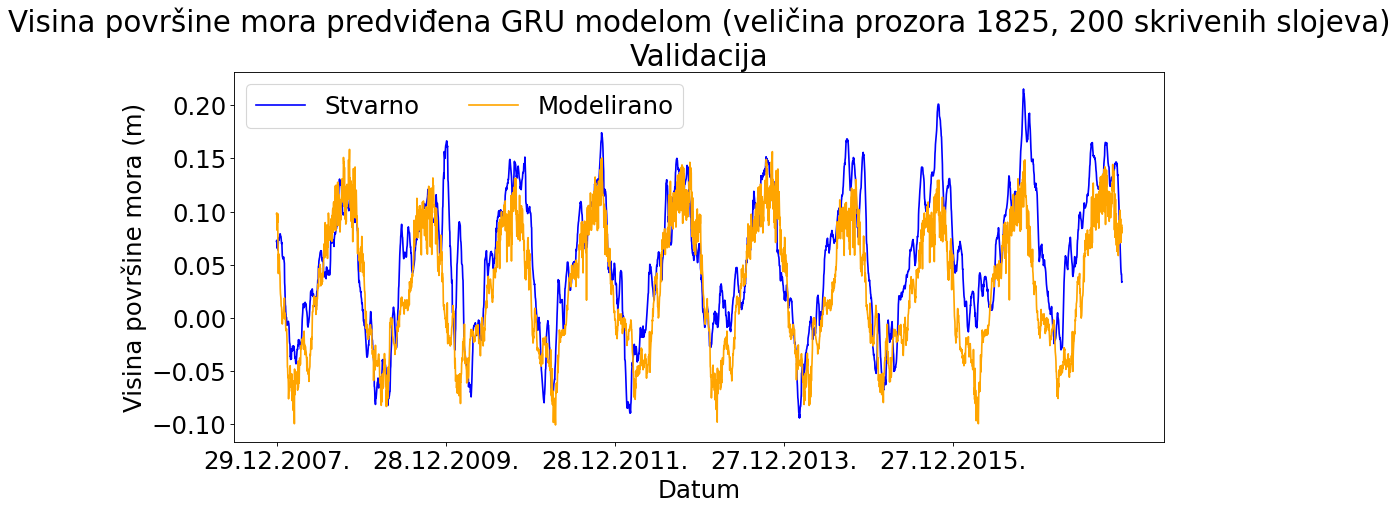 Visina površine mora predviđena GRU modelom (veličina prozora 1825, 200 skrivenih slojeva)
Validacija
Stvarno Modelirano
Visina površine mora (m)
0.20
0.15
0.10
0.05
0.00
−0.05
−0.10
29.12.2007. 28.12.2009. 28.12.2011. 27.12.2013. 27.12.2015.
Datum